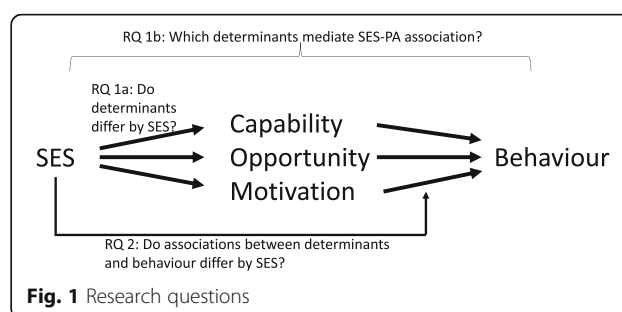 RQ 1b: Which determinants mediate SES-PA association?
RQ 1a: Do
determinants
differ by SES?
Capability
SES
Opportunity
Behaviour
Motivation
RQ 2: Do associations between determinants
and behaviour differ by SES?
Fig. 1 Research questions